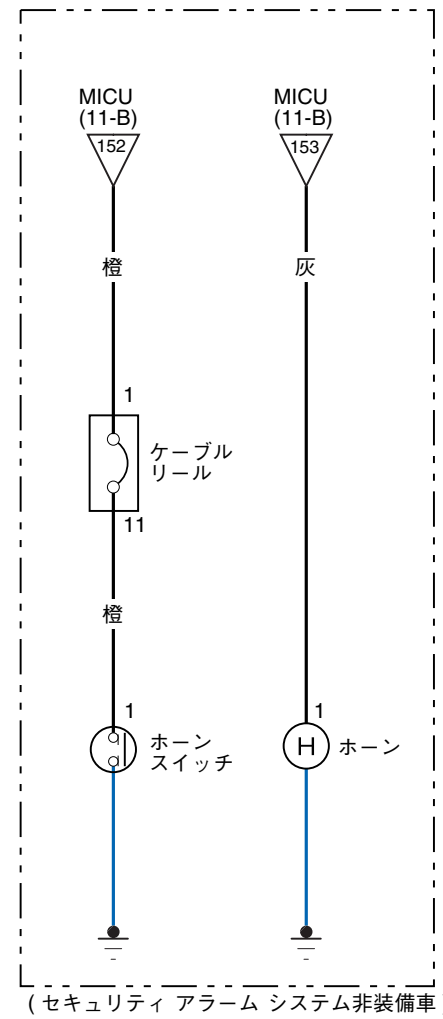 MICU
(11-B)
152
橙
1
ケーブル
リール
11
橙
1
ホーン
スイッチ
MICU
(11-B)
153
灰
1
H
ホーン
(セキュリティ アラーム システム非装備車